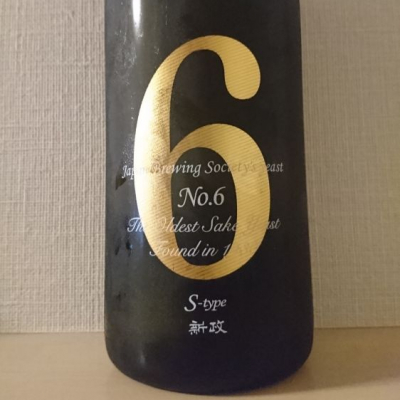 6
Japan Brewing Society's yeast
No.6
The Oldest Sake Yeast
Found in
S-type
新政